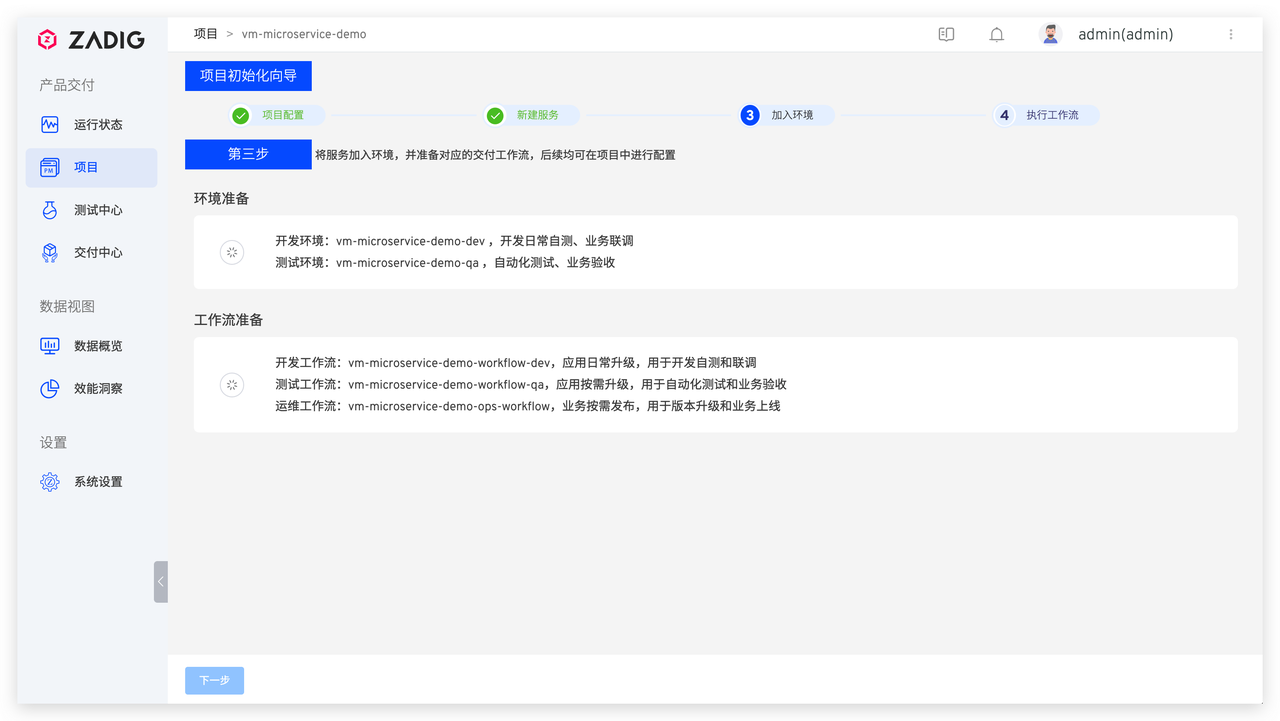 ZADIG
项目 > vm-microservice-demo
admin(admin)
产品交付
运行状态
PM
项目
测试中心
交付中心
数据视图
数据概览
效能洞察
设置
系统设置
项目初始化向导
项目配置
新建服务
3 加入环境
4 执行工作流
第三步 将服务加入环境，并准备对应的交付工作流，后续均可在项目中进行配置
环境准备
开发环境：vm-microservice-demo-dev ，开发日常自测、业务联调
测试环境：vm-microservice-demo-qa ，自动化测试、业务验收
工作流准备
开发工作流：vm-microservice-demo-workflow-dev，应用日常升级，用于开发自测和联调
测试工作流：vm-microservice-demo-workflow-qa，应用按需升级，用于自动化测试和业务验收
运维工作流：vm-microservice-demo-ops-workflow，业务按需发布，用于版本升级和业务上线
下一步